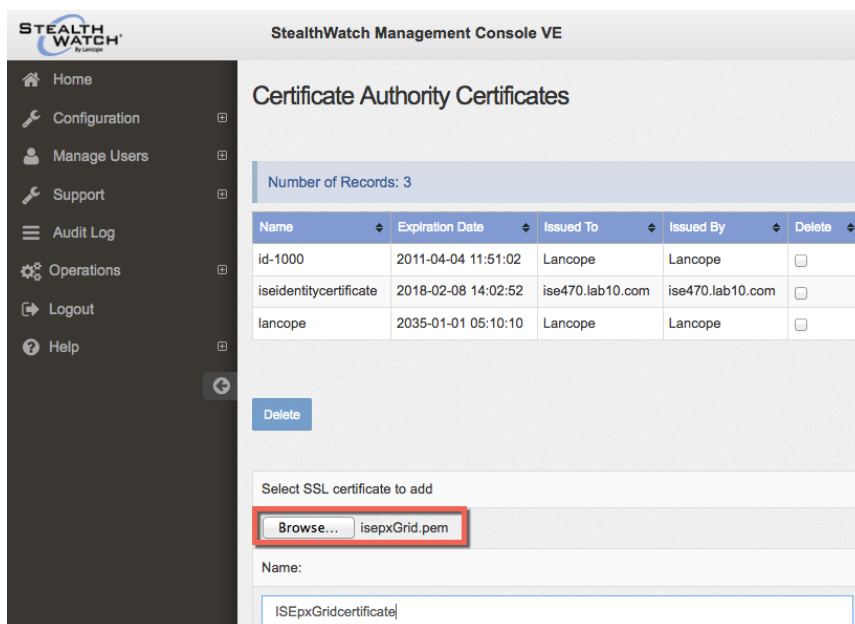 STEALTH
WATCH
By Lancope
StealthWatch Management Console VE
Home
Configuration
Manage Users
Support
Audit Log
Operations
Logout
Help
Certificate Authority Certificates
Number of Records: 3
Name Expiration Date Issued To Issued By Delete
id-1000 2011-04-04 11:51:02 Lancope Lancope
iseidentitycertificate 2018-02-08 14:02:52 ise470.lab10.com ise470.lab10.com
lancope 2035-01-01 05:10:10 Lancope Lancope
Delete
Select SSL certificate to add
Browse... isepxGrid.pem
Name:
ISEpxGridcertificate